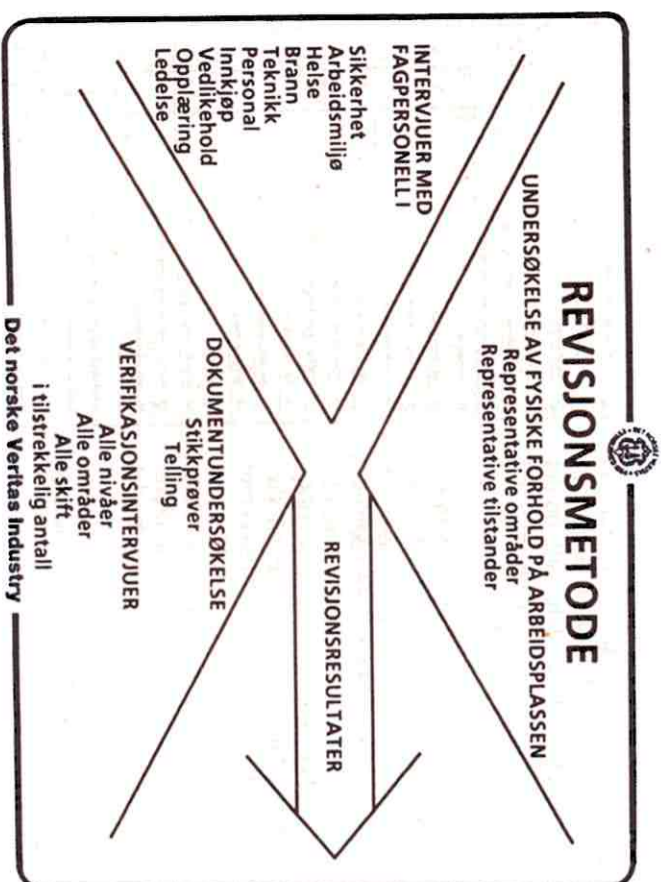 REVISJONSMETODE
UNDERSØKELSE AV FYSISKE FORHOLD PÅ ARBEIDSPLASSEN
Representative områder
Representative tilstander
INTERVJUER MED
FAGPERSONELL I
Sikkerhet
Arbeidsmiljø
Helse
Brann
Teknikk
Personal
Innkjøp
Vedlikehold
Opplæring
Ledelse
REVISJONSRESULTATER
DOKUMENTUNDERSØKELSE
Stikkprøver
Telling
VERIFIKASJONSINTERVJUER
Alle nivåer
Alle områder
Alle skift
i tilstrekkelig antall
Det norske Veritas Industry